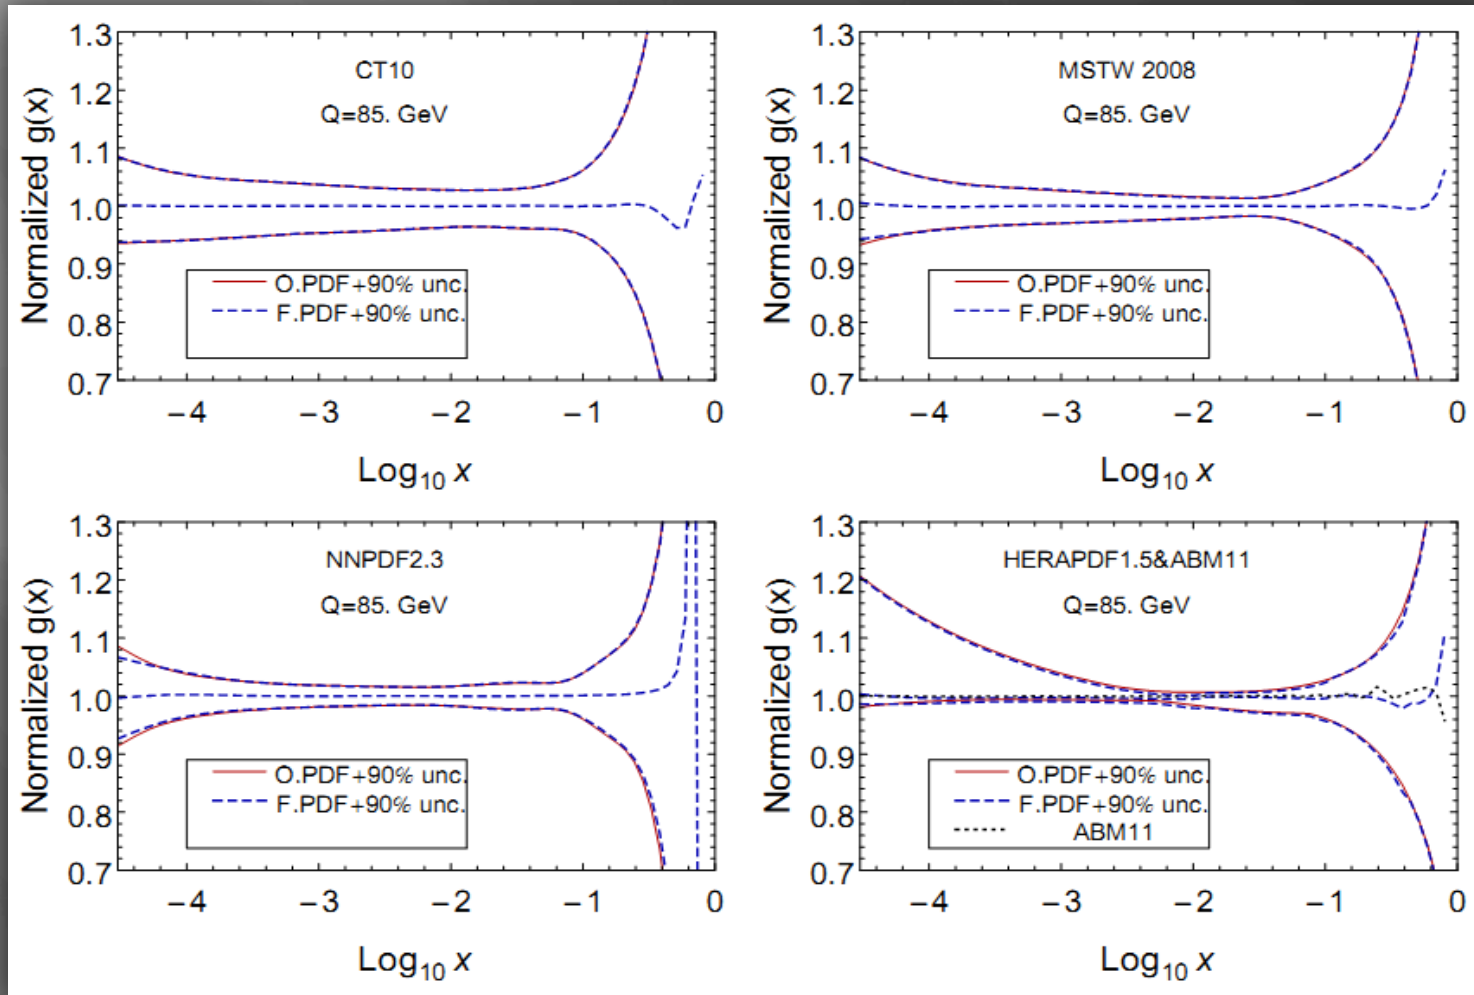 1.3
1.2
1.1
1.0
0.9
0.8
0.7
Normalized g(x)
CT10
Q=85. GeV
O.PDF+90% unc.
F.PDF+90% unc.
−4 −3 −2 −1 0
Log10 x
1.3
1.2
1.1
1.0
0.9
0.8
0.7
Normalized g(x)
MSTW 2008
Q=85. GeV
O.PDF+90% unc.
F.PDF+90% unc.
−4 −3 −2 −1 0
Log10 x
1.3
1.2
1.1
1.0
0.9
0.8
0.7
Normalized g(x)
NNPDF2.3
Q=85. GeV
O.PDF+90% unc.
F.PDF+90% unc.
−4 −3 −2 −1 0
Log10 x
1.3
1.2
1.1
1.0
0.9
0.8
0.7
Normalized g(x)
HERAPDF1.5&ABM11
Q=85. GeV
O.PDF+90% unc.
F.PDF+90% unc.
ABM11
−4 −3 −2 −1 0
Log10 x